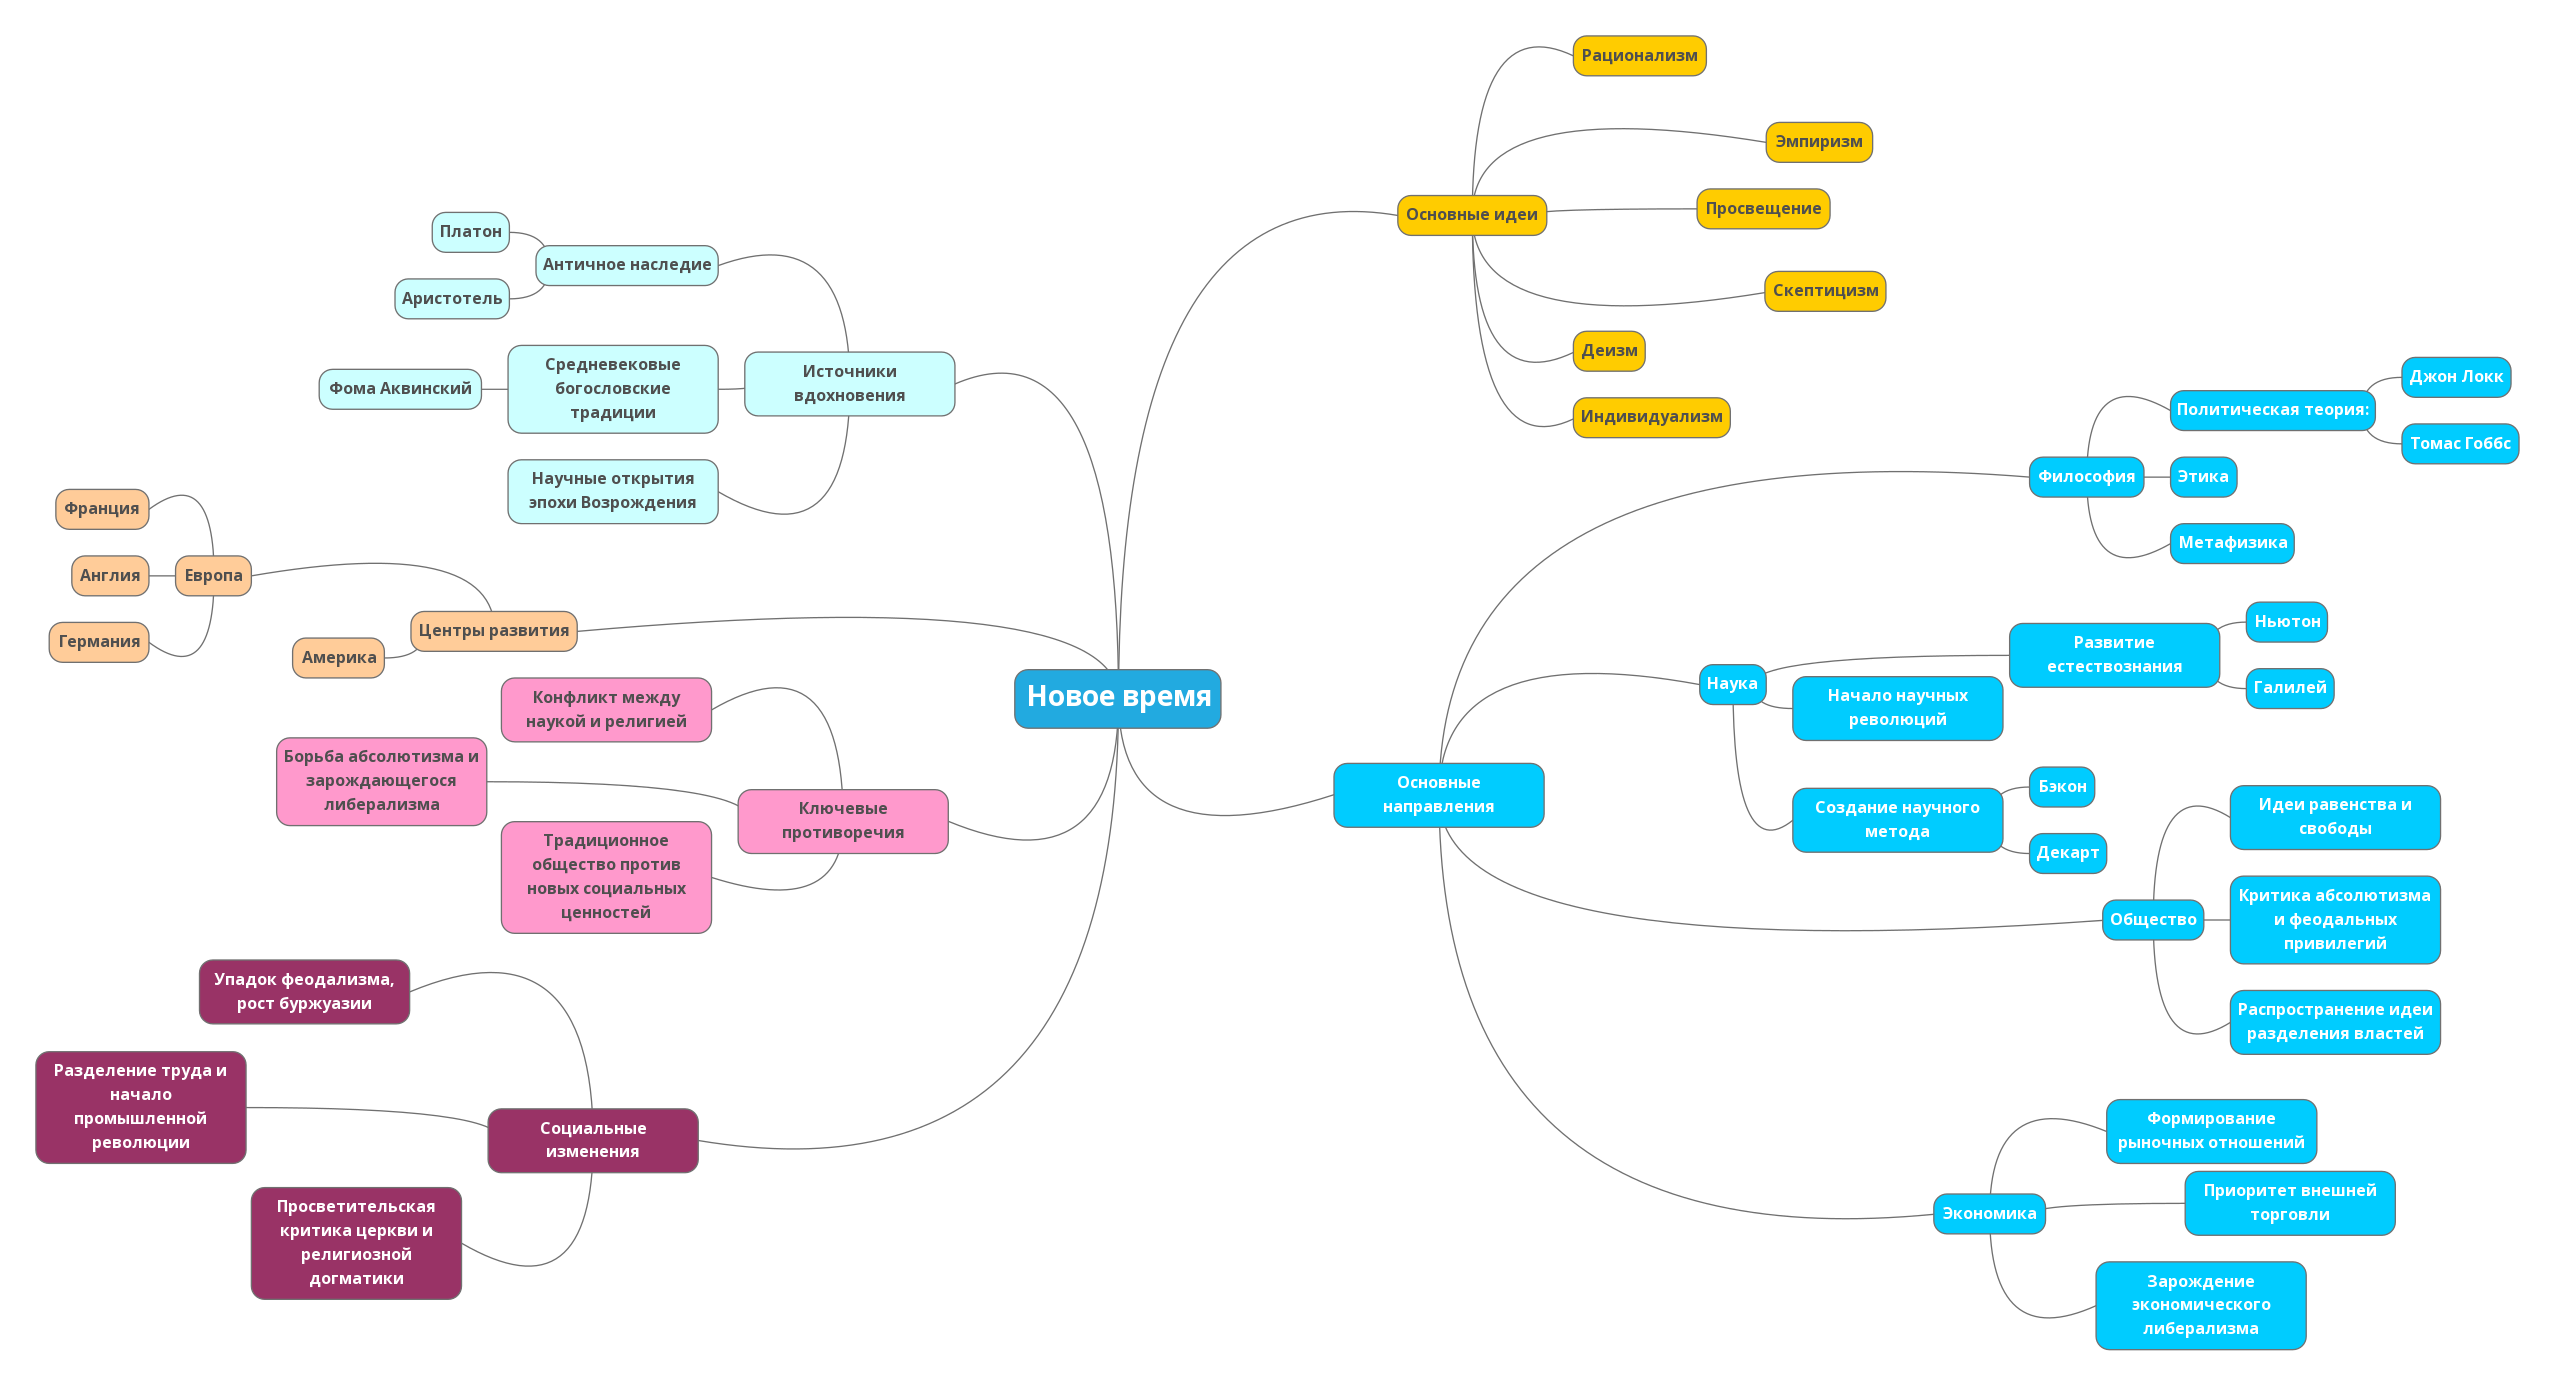 Новое время
Основные идеи
Рационализм
Эмпиризм
Просвещение
Скептицизм
Деизм
Индивидуализм
Основные
направления
Философия
Политическая теория:
Джон Локк
Томас Гоббс
Этика
Метафизика
Наука
Развитие
естествознания
Ньютон
Галилей
Начало научных
революций
Создание научного
метода
Бэкон
Декарт
Общество
Идеи равенства и
свободы
Критика абсолютизма
и феодальных
привилегий
Распространение идеи
разделения властей
Экономика
Формирование
рыночных отношений
Приоритет внешней
торговли
Зарождение
экономического
либерализма
Источники
вдохновения
Античное наследие
Платон
Аристотель
Средневековые
богословские
традиции
Фома Аквинский
Научные открытия
эпохи Возрождения
Центры развития
Европа
Франция
Англия
Германия
Америка
Ключевые
противоречия
Конфликт между
наукой и религией
Борьба абсолютизма и
зарождающегося
либерализма
Традиционное
общество против
новых социальных
ценностей
Социальные
изменения
Упадок феодализма,
рост буржуазии
Разделение труда и
начало
промышленной
революции
Просветительская
критика церкви и
религиозной
догматики